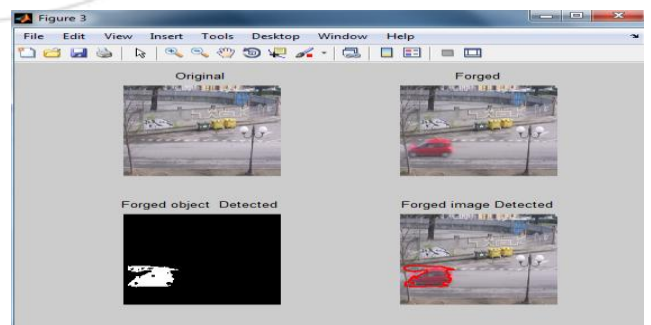 Figure 3
File Edit View Insert Tools Desktop Window Help
Original Forged
Forged object Detected Forged image Detected